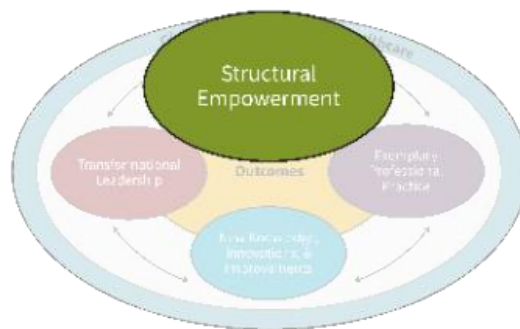 Structural
Empowerment
Transformational
Leadership
Outcomes
Exemplary
Professional
Practice
New Knowledge,
Innovations, &
Improvements